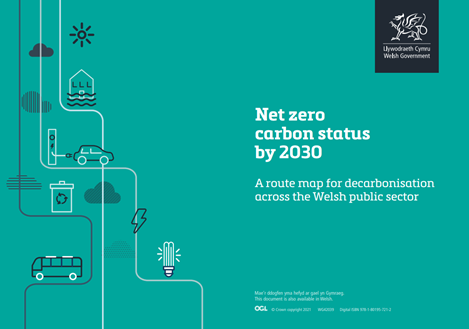 Llywodraeth Cymru
Welsh Government
Net zero
carbon status
by 2030
A route map for decarbonisation
across the Welsh public sector
Mae'r ddogfen yma hefyd ar gael yn Gymraeg.
This document is also available in Welsh.
OGL © Crown copyright 2021 WG42039 Digital ISBN 978-1-80195-721-2